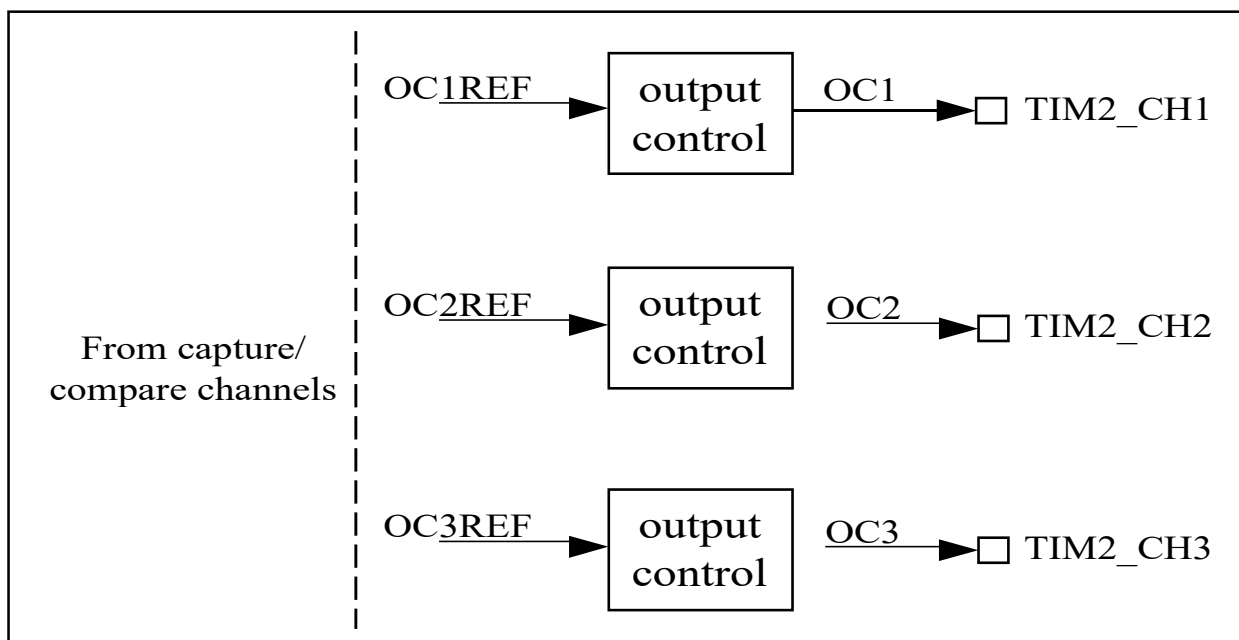 OC1REF
output
control
OC1
TIM2_CH1
OC2REF
output
control
OC2
TIM2_CH2
From capture/
compare channels
OC3REF
output
control
OC3
TIM2_CH3